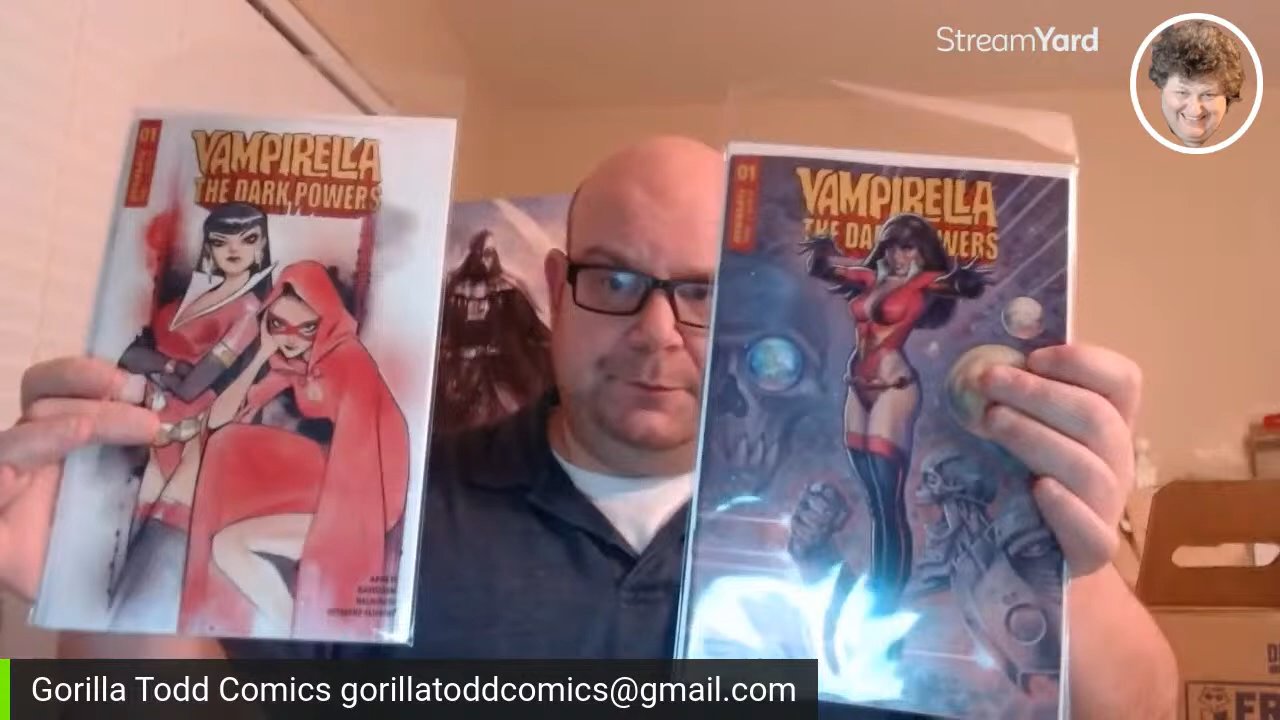 StreamYard
01
VAMPIRELLA
THE DARK POWERS
01
VAMPIRELLA
THE DARK POWERS
Gorilla Todd Comics gorillatoddcomics@gmail.com